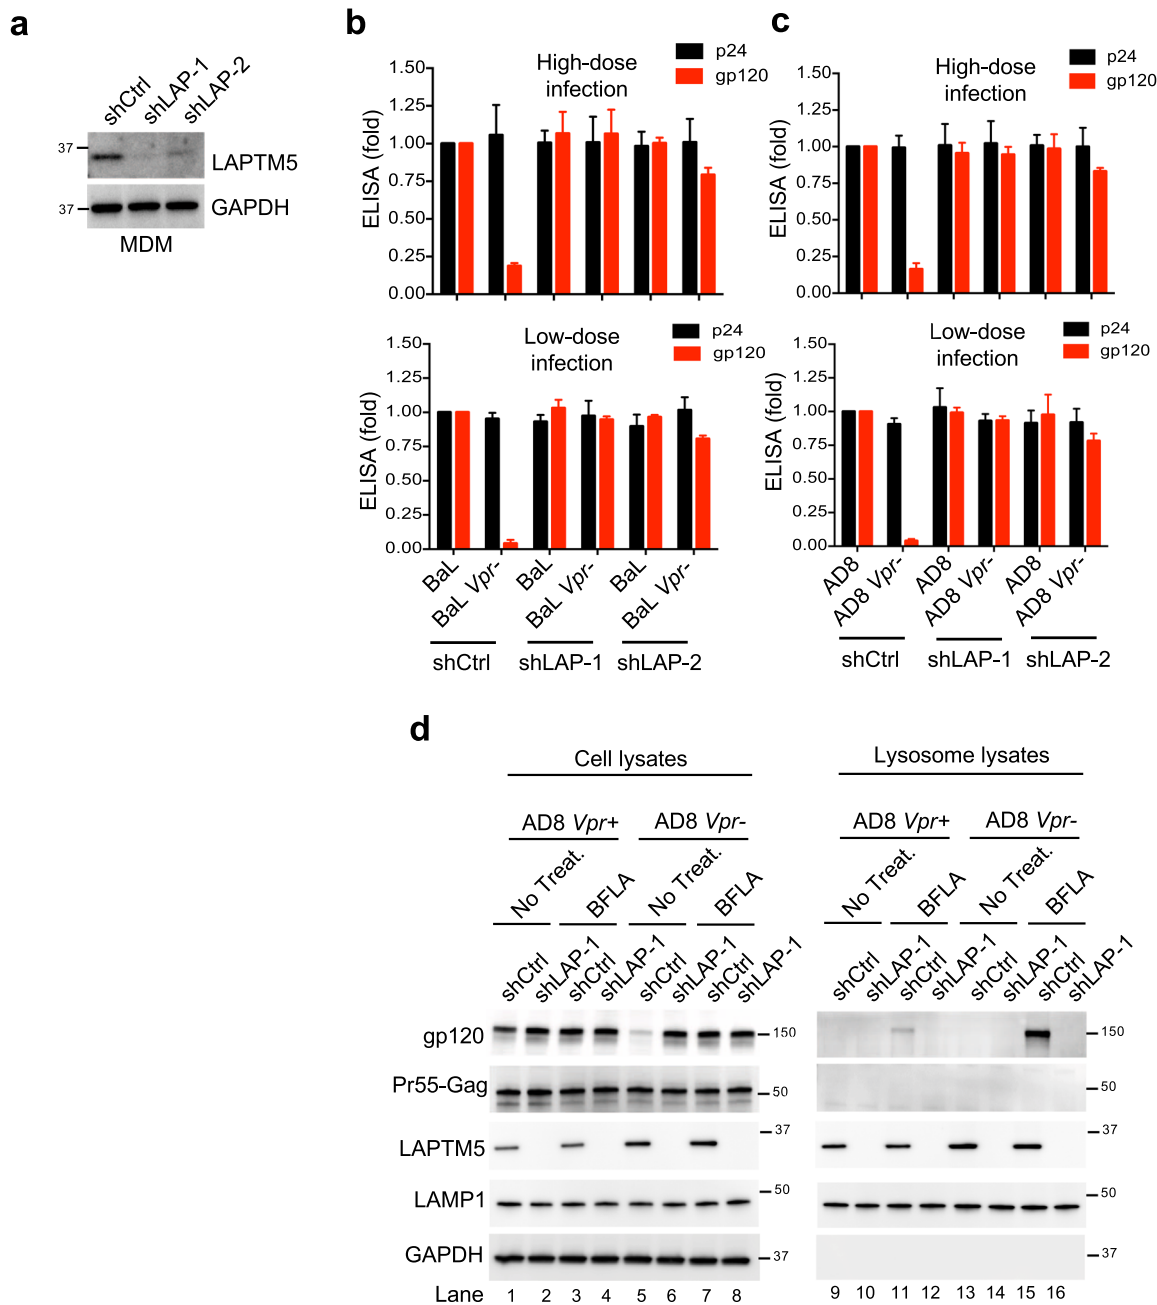 a
shCtrl
shLAP-1
shLAP-2
37
LAPTM5
37
GAPDH
MDM
b
p24
gp120
High-dose
infection
ELISA (fold)
1.50
1.25
1.00
0.75
0.50
0.25
0.00
p24
gp120
Low-dose
infection
ELISA (fold)
1.50
1.25
1.00
0.75
0.50
0.25
0.00
BaL
BaL Vpr-
BaL
BaL Vpr-
BaL
BaL Vpr-
shCtrl
shLAP-1
shLAP-2
c
p24
gp120
High-dose
infection
ELISA (fold)
1.50
1.25
1.00
0.75
0.50
0.25
0.00
p24
gp120
Low-dose
infection
ELISA (fold)
1.50
1.25
1.00
0.75
0.50
0.25
0.00
AD8
AD8 Vpr-
AD8
AD8 Vpr-
AD8
AD8 Vpr-
shCtrl
shLAP-1
shLAP-2
d
Cell lysates
Lysosome lysates
AD8 Vpr+
AD8 Vpr-
AD8 Vpr+
AD8 Vpr-
No Treat.
BFLA
No Treat.
BFLA
No Treat.
BFLA
No Treat.
BFLA
shCtrl
shLAP-1
shCtrl
shLAP-1
shCtrl
shLAP-1
shCtrl
shLAP-1
shCtrl
shLAP-1
shCtrl
shLAP-1
shCtrl
shLAP-1
shCtrl
shLAP-1
gp120
150
150
Pr55-Gag
50
50
LAPTM5
37
37
LAMP1
50
50
GAPDH
37
37
Lane 1 2 3 4 5 6 7 8 9 10 11 12 13 14 15 16